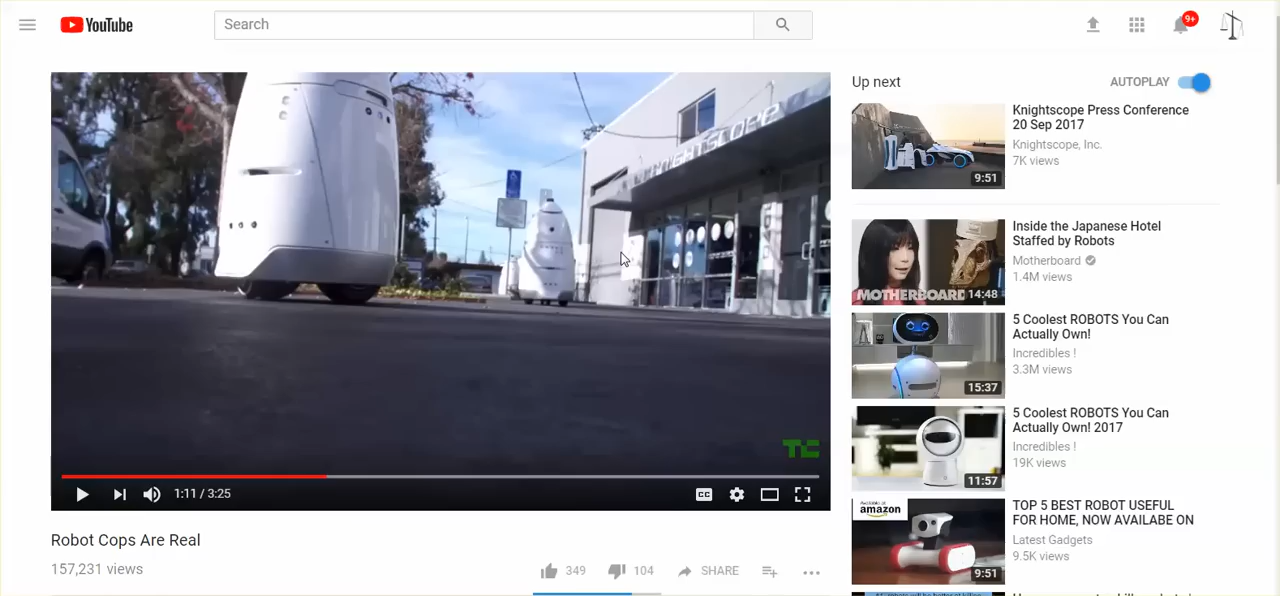 YouTube
Search
9+
KNIGHTSCOPE
TC
1:11 / 3:25
CC
Robot Cops Are Real
157,231 views
349
104
SHARE
Up next
AUTOPLAY
9:51
Knightscope Press Conference
20 Sep 2017
Knightscope, Inc.
7K views
MOTHERBOARD 14:48
Inside the Japanese Hotel
Staffed by Robots
Motherboard
1.4M views
15:37
5 Coolest ROBOTS You Can
Actually Own!
Incredibles !
3.3M views
11:57
5 Coolest ROBOTS You Can
Actually Own! 2017
Incredibles !
19K views
amazon
9:51
TOP 5 BEST ROBOT USEFUL
FOR HOME, NOW AVAILABE ON
Latest Gadgets
9.5K views